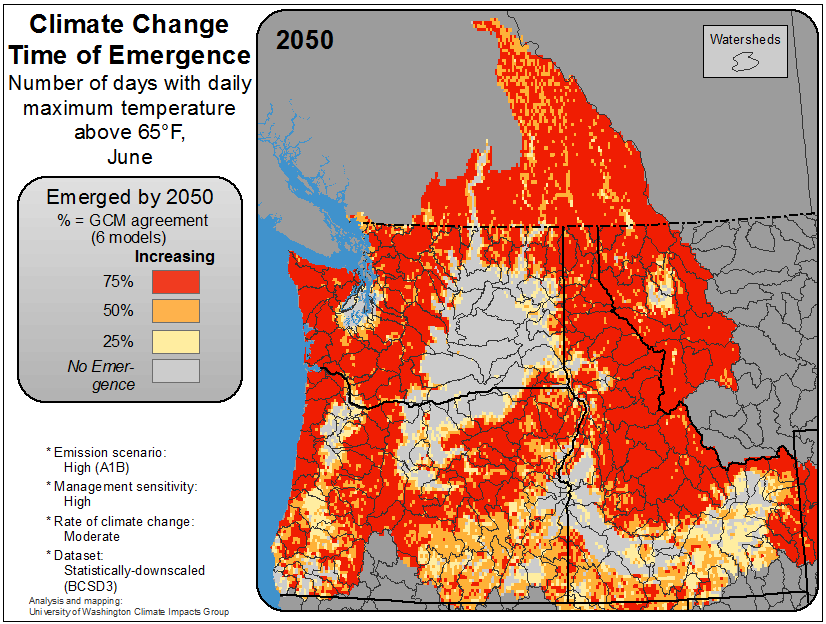 Climate Change
Time of Emergence
Number of days with daily
maximum temperature
above 65°F,
June
Emerged by 2050
% = GCM agreement
(6 models)
Increasing
75%
50%
25%
No Emer-
gence
* Emission scenario:
High (A1B)
* Management sensitivity:
High
* Rate of climate change:
Moderate
* Dataset:
Statistically-downscaled
(BCSD3)
Analysis and mapping:
University of Washington Climate Impacts Group
2050
Watersheds